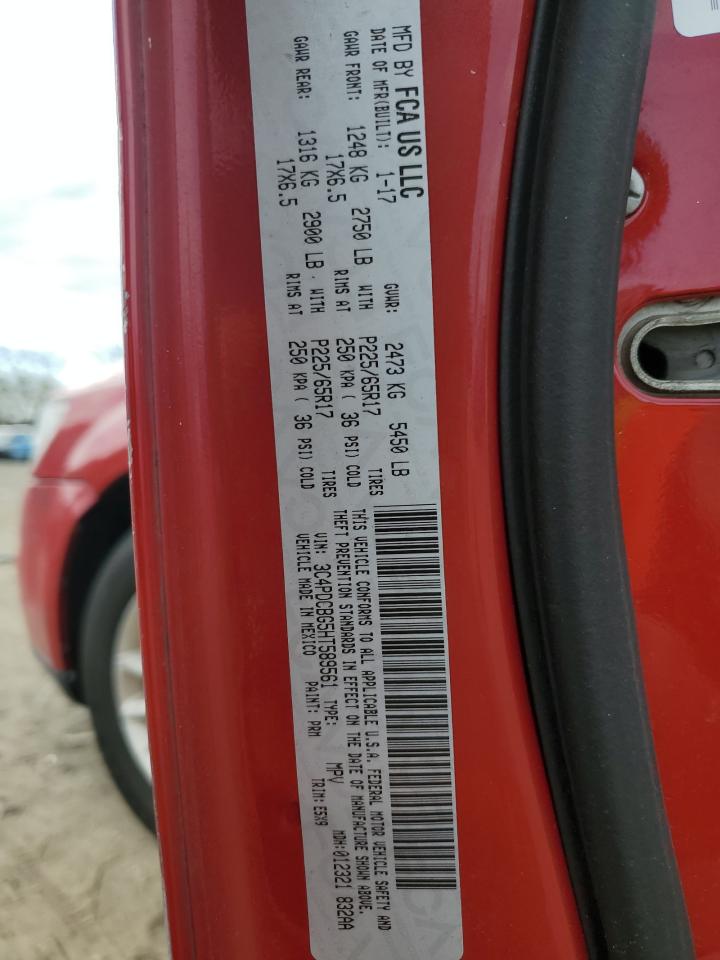 MFD BY FCA US LLC
DATE OF MFR(BUILT): 1-17 GVWR: 2473 KG 5450 LB
GAWR FRONT: 1248 KG 2750 LB WITH P225/65R17 TIRES
17X6.5 RIMS AT 250 KPA ( 36 PSI) COLD
GAWR REAR: 1316 KG 2900 LB WITH P225/65R17 TIRES
17X6.5 RIMS AT 250 KPA ( 36 PSI) COLD
THIS VEHICLE CONFORMS TO ALL APPLICABLE U.S.A. FEDERAL MOTOR VEHICLE SAFETY AND
THEFT PREVENTION STANDARDS IN EFFECT ON THE DATE OF MANUFACTURE SHOWN ABOVE.
VIN: 3C4PDCBG5HT589561 TYPE: MPV MDH:012321 832AA
VEHICLE MADE IN MEXICO PAINT: PRM TRIM: E5X9